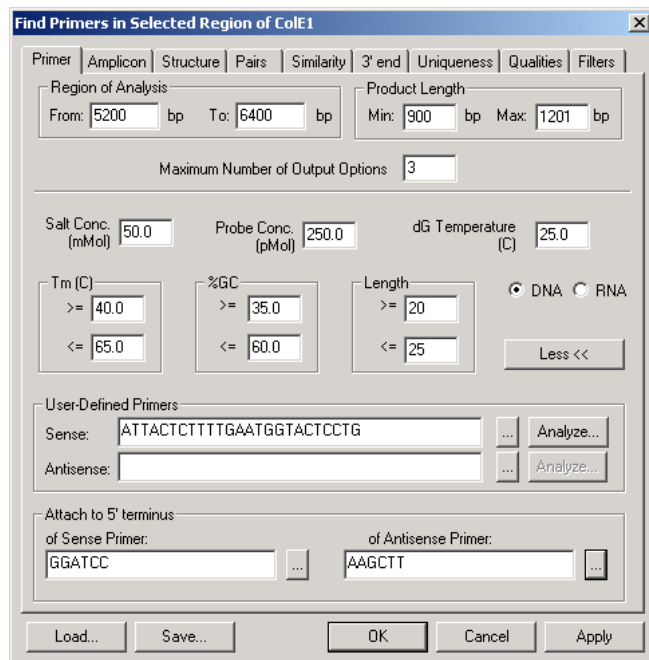 Find Primers in Selected Region of ColE1
Primer Amplicon Structure Pairs Similarity 3' end Uniqueness Qualities Filters
Region of Analysis
From: 5200 bp To: 6400 bp
Product Length
Min: 900 bp Max: 1201 bp
Maximum Number of Output Options 3
Salt Conc. (mMol) 50.0
Probe Conc. (pMol) 250.0
dG Temperature (C) 25.0
Tm (C)
>= 40.0
<= 65.0
%GC
>= 35.0
<= 60.0
Length
>= 20
<= 25
DNA RNA
Less <<
User-Defined Primers
Sense: ATTACTCTTTTGAATGGTACTCCTG ... Analyze...
Antisense: ... Analyze...
Attach to 5' terminus
of Sense Primer:
GGATCC ...
of Antisense Primer:
AAGCTT ...
Load... Save... OK Cancel Apply